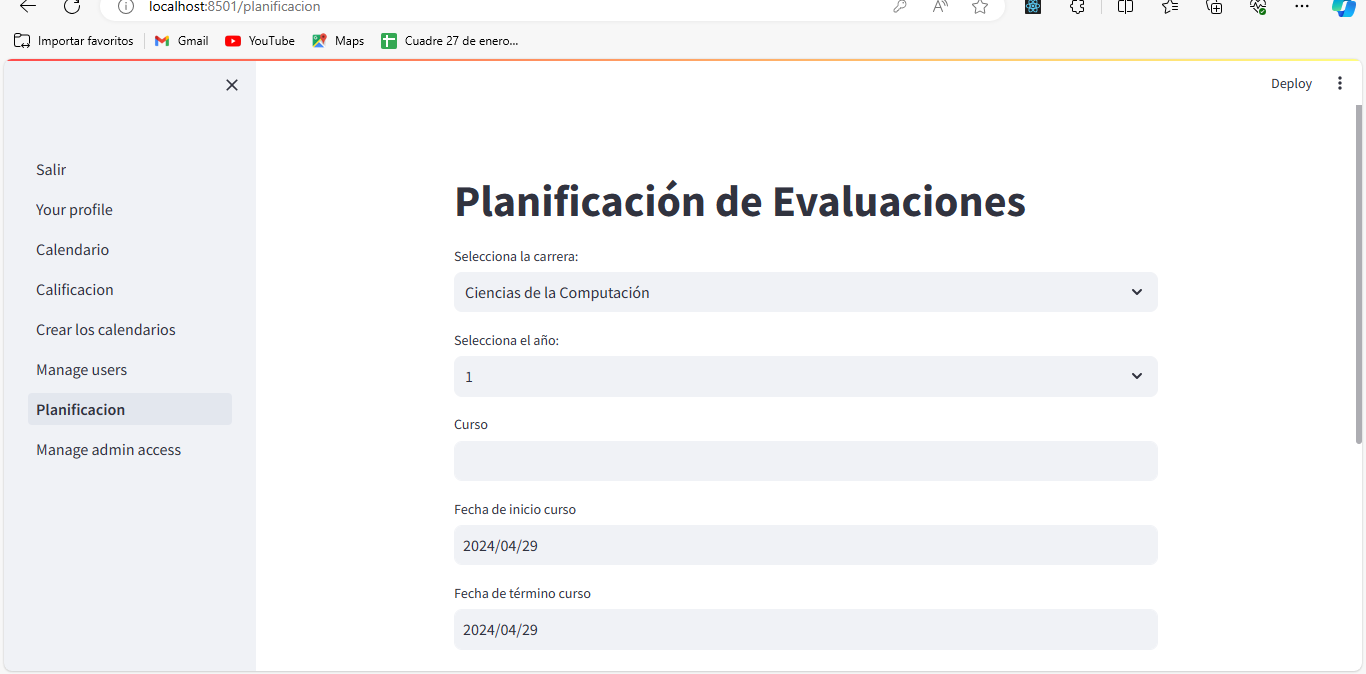 localhost:8501/planificacion
Importar favoritos
Gmail
YouTube
Maps
Cuadre 27 de enero...
Deploy
Salir
Your profile
Calendario
Calificacion
Crear los calendarios
Manage users
Planificacion
Manage admin access
Planificación de Evaluaciones
Selecciona la carrera:
Ciencias de la Computación
Selecciona el año:
1
Curso
Fecha de inicio curso
2024/04/29
Fecha de término curso
2024/04/29